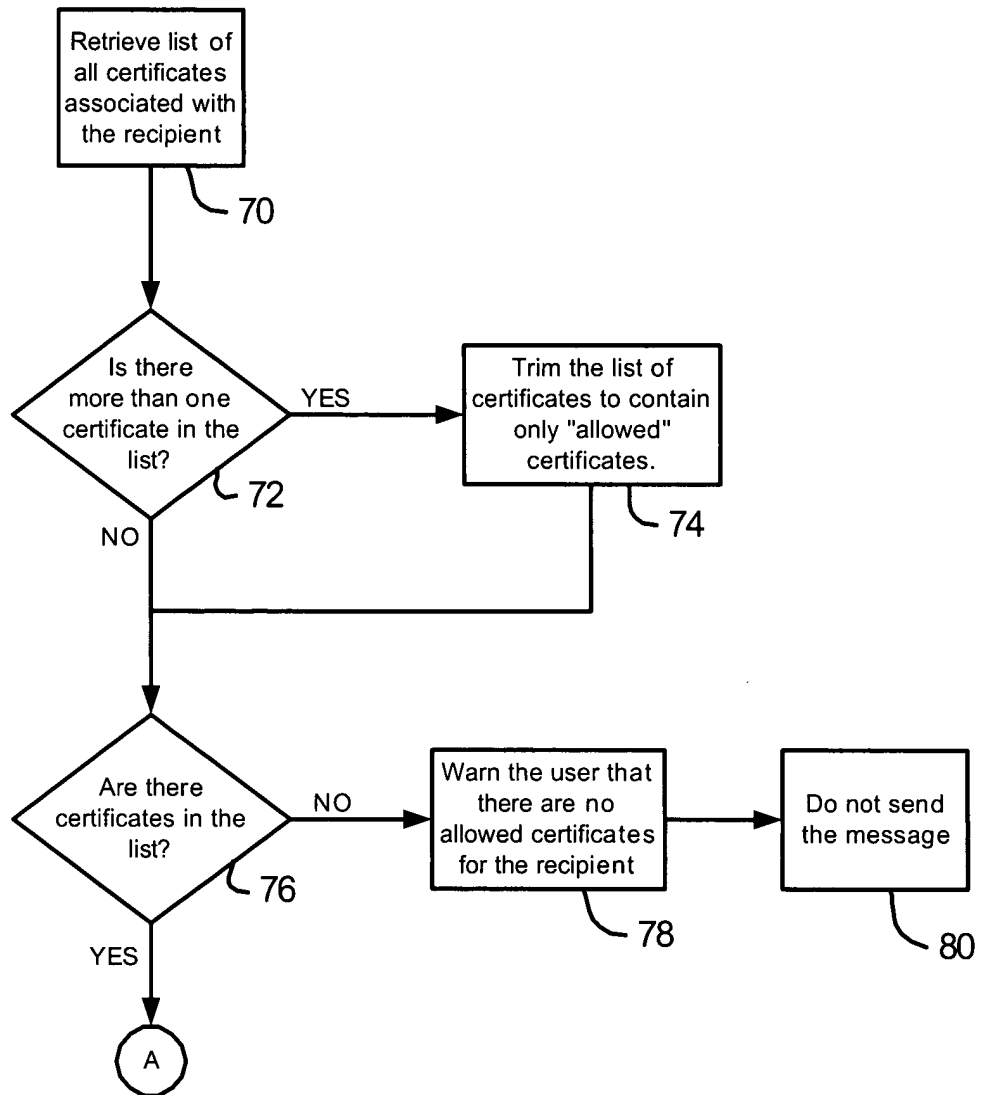 Retrieve list of
all certificates
associated with
the recipient
70
Is there
more than one
certificate in the
list?
72
YES
NO
Trim the list of
certificates to contain
only "allowed"
certificates.
74
Are there
certificates in the
list?
76
NO
YES
Warn the user that
there are no
allowed certificates
for the recipient
78
Do not send
the message
80
A